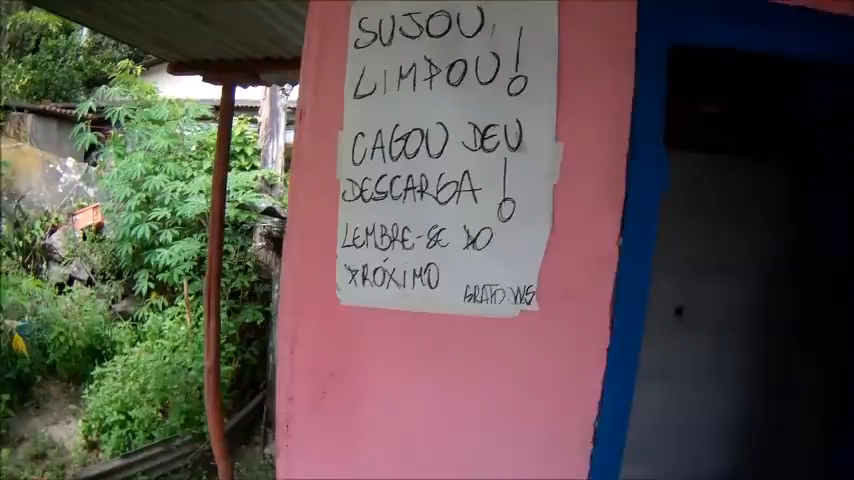 SUJOU,
LIMPOU!
CAGOU DEU
DESCARGA!
LEMBRE-SE DO
PRÓXIMO
GRATO: WS